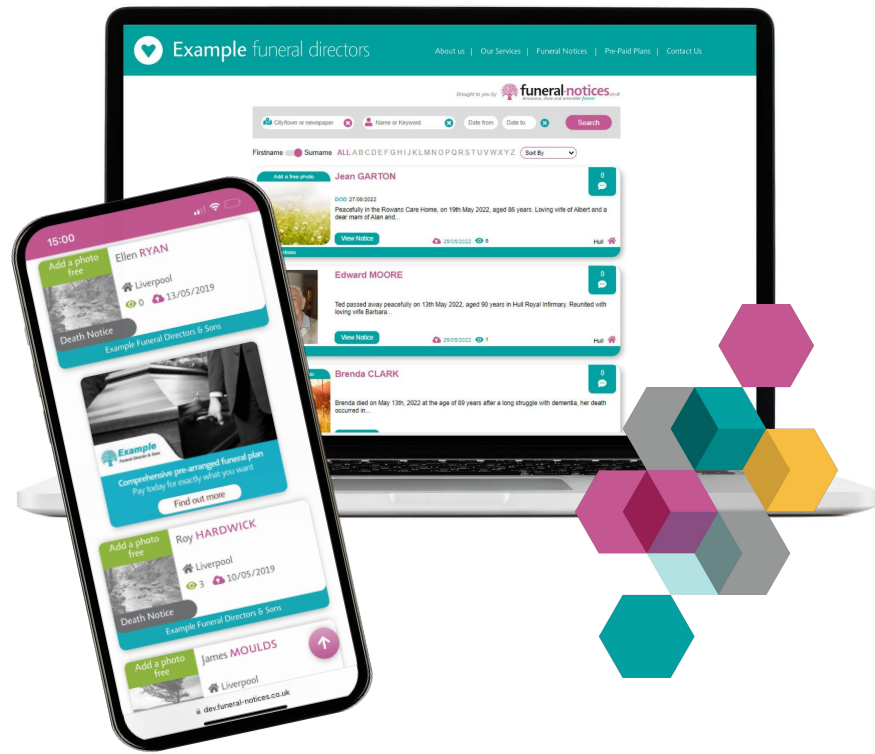 Example funeral directors
About us | Our Services | Funeral Notices | Pre-Paid Plans | Contact Us
Brought to you by funeral-notices.co.uk
Announce, share and remember forever
City/town or newspaper
Name or Keyword
Date from
Date to
Search
Firstname
Surname
ALL A B C D E F G H I J K L M N O P Q R S T U V W X Y Z
Sort By
Add a free photo
Jean GARTON
0
DOD 27/06/2022
Peacefully in the Rowans Care Home, on 19th May 2022, aged 86 years. Loving wife of Albert and a
dear mam of Alan and...
View Notice
28/05/2022
6
Hull
Edward MOORE
0
Ted passed away peacefully on 13th May 2022, aged 90 years in Hull Royal Infirmary. Reunited with
loving wife Barbara...
View Notice
28/05/2022
1
Hull
Brenda CLARK
0
Brenda died on May 13th, 2022 at the age of 89 years after a long struggle with dementia, her death
occurred in...
15:00
Add a photo
free
Ellen RYAN
Liverpool
0
13/05/2019
Death Notice
Example Funeral Directors & Sons
Example
Funeral Director & Sons
Comprehensive pre-arranged funeral plan
Pay today for exactly what you want
Find out more
Add a photo
free
Roy HARDWICK
Liverpool
3
10/05/2019
Death Notice
Example Funeral Directors & Sons
Add a photo
free
James MOULDS
Liverpool
dev.funeral-notices.co.uk